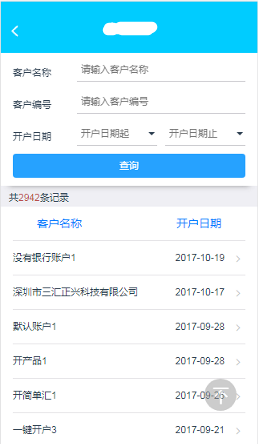 客户名称 请输入客户名称
客户编号 请输入客户编号
开户日期 开户日期起 开户日期止
查询
共2942条记录
客户名称 开户日期
没有银行账户1 2017-10-19
深圳市三汇正兴科技有限公司 2017-10-17
默认账户1 2017-09-28
开产品1 2017-09-28
开简单汇1 2017-09-26
一键开户3 2017-09-21